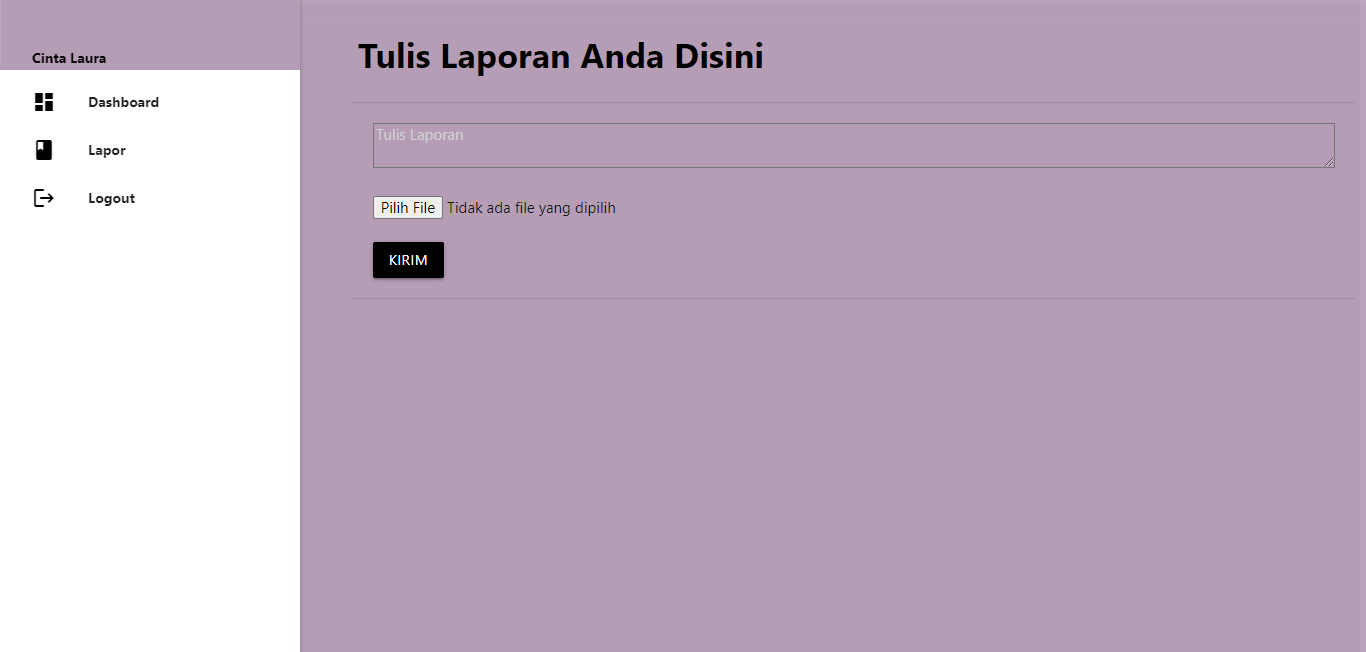 Cinta Laura
Dashboard
Lapor
Logout
Tulis Laporan Anda Disini
Tulis Laporan
Pilih File Tidak ada file yang dipilih
KIRIM